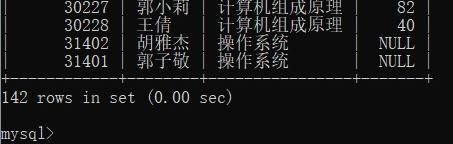 |      30227 | 郭小莉 | 计算机组成原理 |    82 |
|      30228 | 王倩   | 计算机组成原理 |    40 |
|      31402 | 胡雅杰 | 操作系统       |  NULL |
|      31401 | 郭子敬 | 操作系统       |  NULL |
+------------+--------+----------------+-------+
142 rows in set (0.00 sec)
mysql>